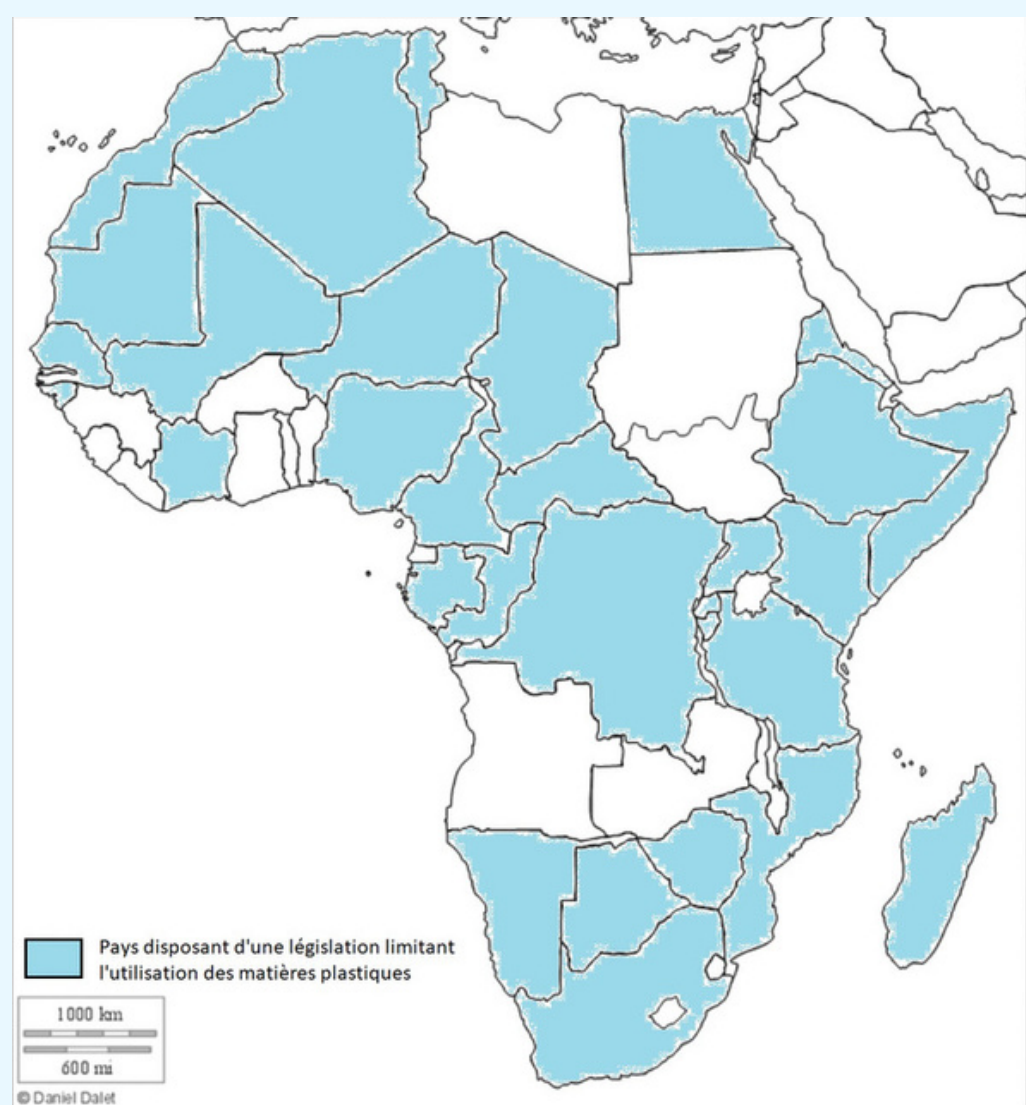 Pays disposant d'une législation limitant
l'utilisation des matières plastiques
1000 km
600 mi
© Daniel Dalet